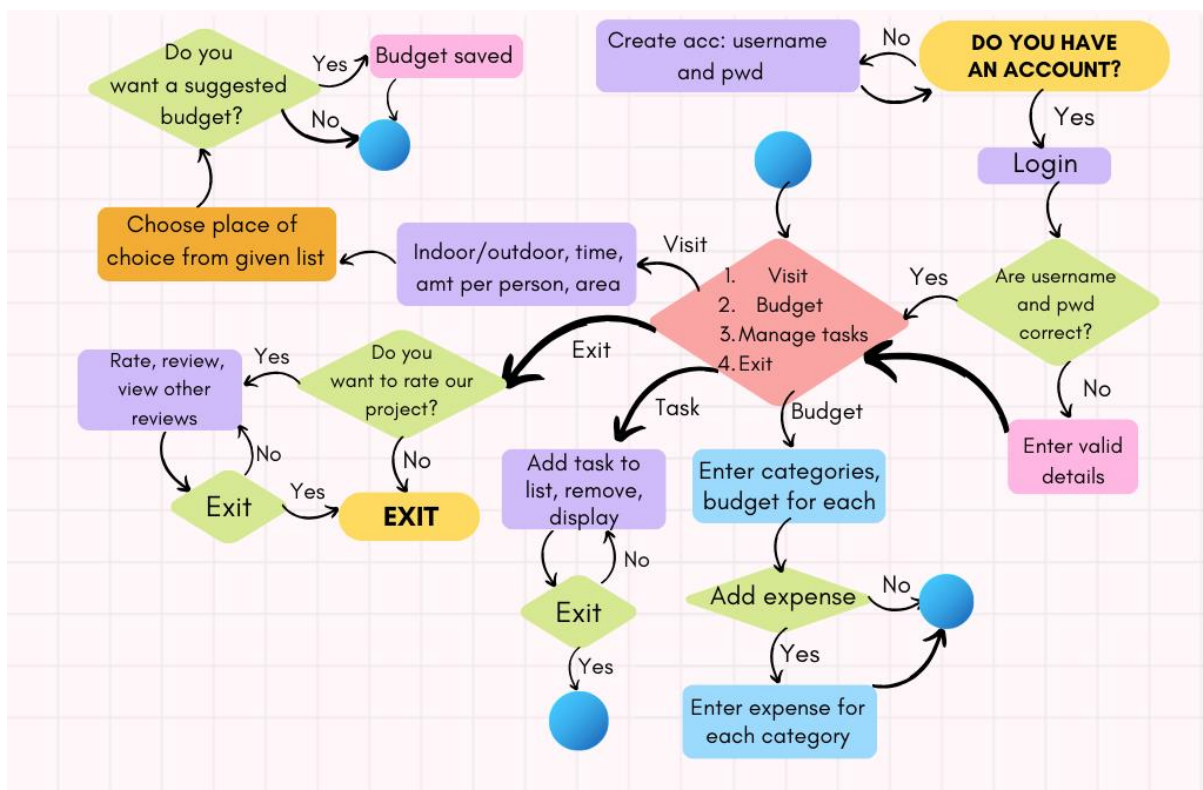 Do you
want a suggested
budget?
Yes
Budget saved
No
Create acc: username
and pwd
No
DO YOU HAVE
AN ACCOUNT?
Yes
Login
Choose place of
choice from given list
Indoor/outdoor, time,
amt per person, area
Visit
1. Visit
2. Budget
3. Manage tasks
4. Exit
Yes
Are username
and pwd
correct?
No
Enter valid
details
Exit
Task
Budget
Rate, review,
view other
reviews
Yes
Do you
want to rate our
project?
No
No
Exit
Yes
EXIT
Add task to
list, remove,
display
No
Exit
Yes
Enter categories,
budget for each
Add expense
No
Yes
Enter expense for
each category